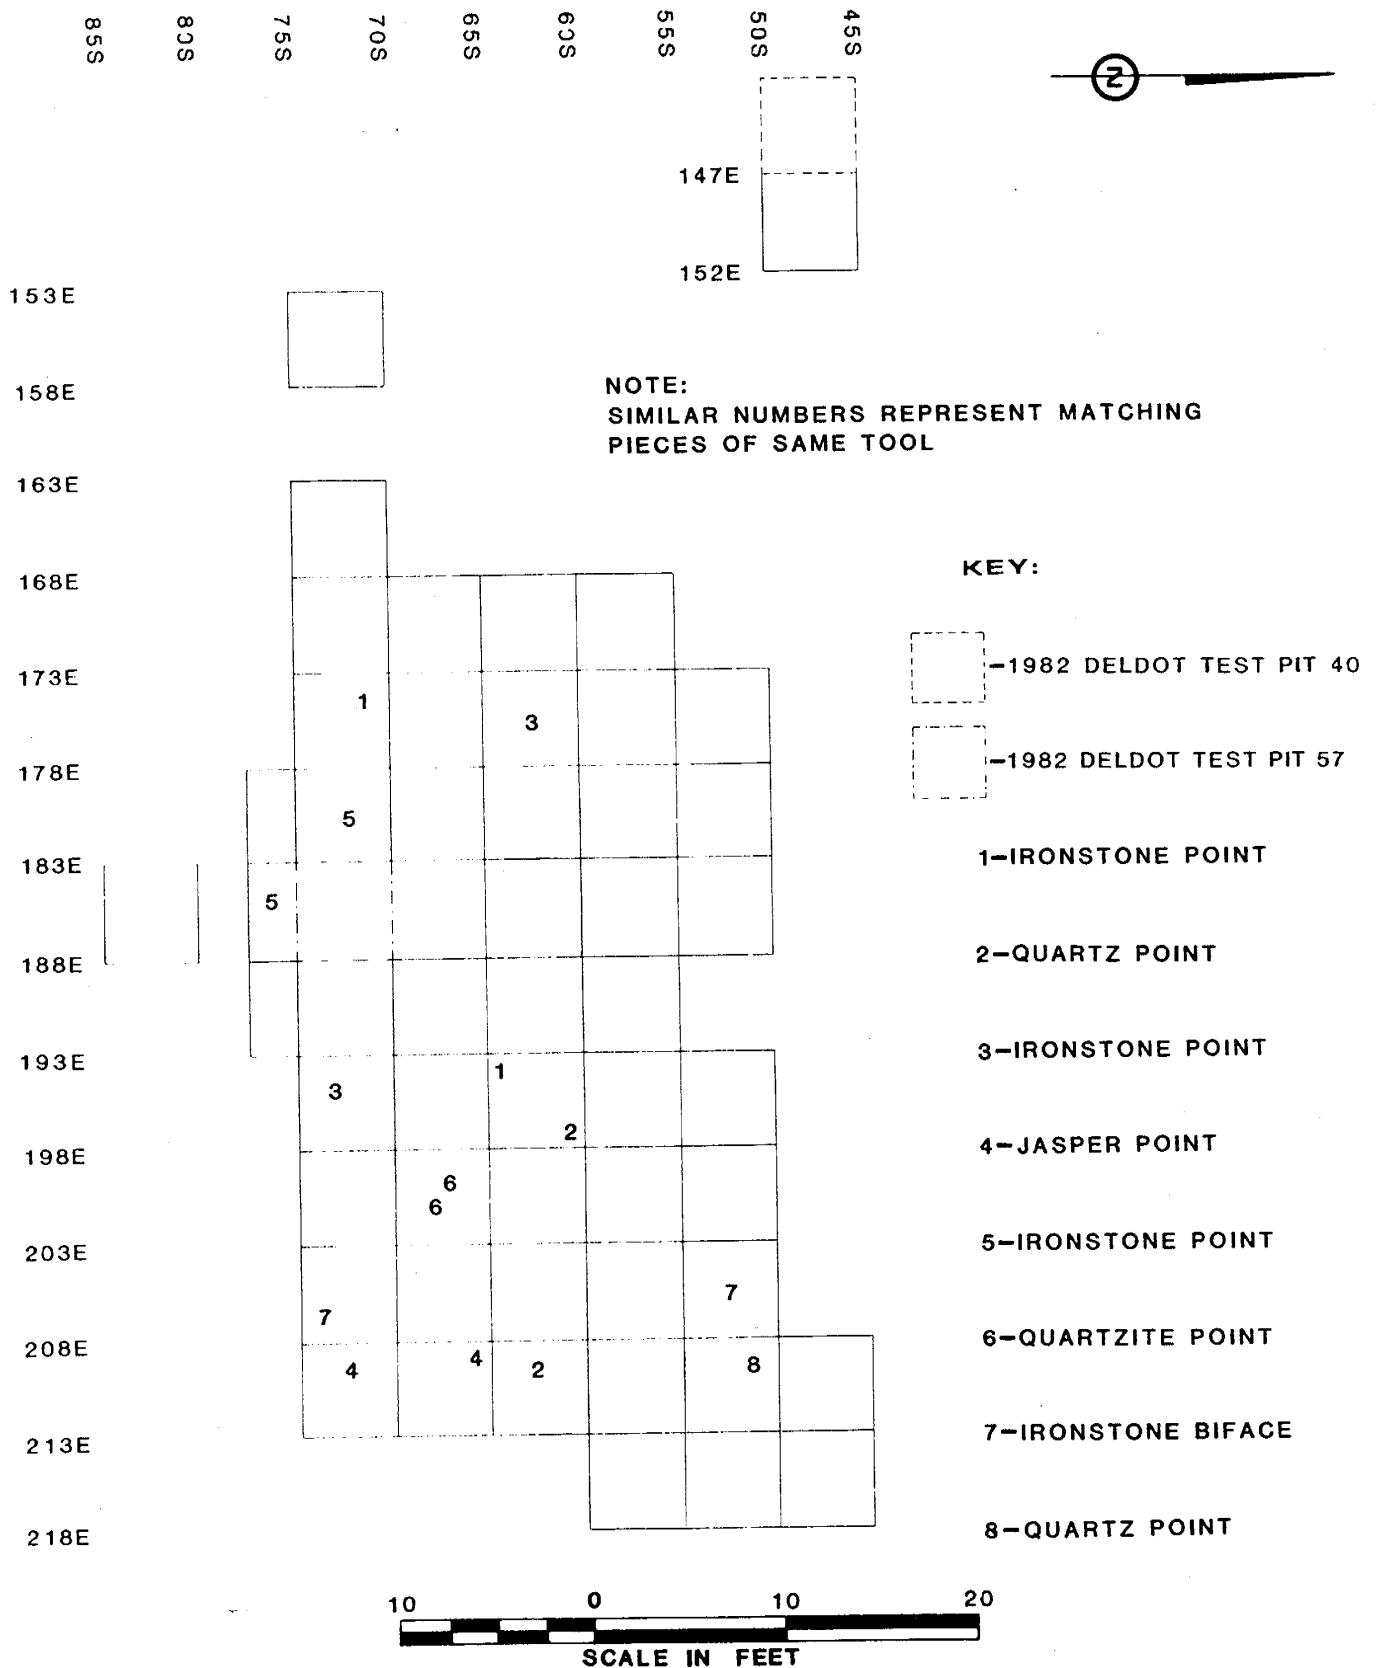 85S
80S
75S
70S
65S
60S
55S
50S
45S
N
147E
152E
153E
158E
NOTE:
SIMILAR NUMBERS REPRESENT MATCHING
PIECES OF SAME TOOL
163E
168E
KEY:
-1982 DELDOT TEST PIT 40
173E
1
3
178E
-1982 DELDOT TEST PIT 57
5
183E
1-IRONSTONE POINT
5
188E
2-QUARTZ POINT
193E
1
3-IRONSTONE POINT
3
2
198E
4-JASPER POINT
6
6
203E
5-IRONSTONE POINT
7
7
208E
6-QUARTZITE POINT
4
4
2
8
213E
7-IRONSTONE BIFACE
218E
8-QUARTZ POINT
10 0 10 20
SCALE IN FEET